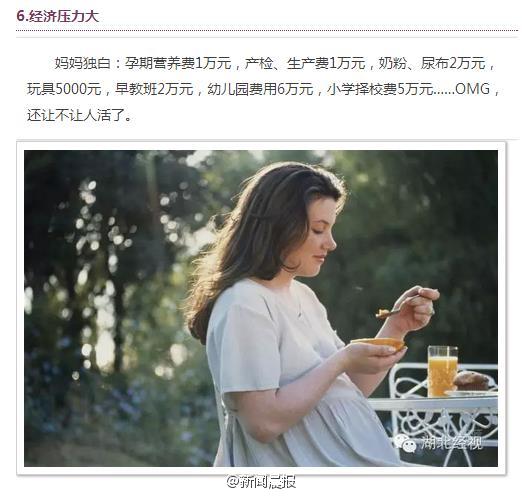 6.经济压力大
妈妈独白：孕期营养费1万元，产检、生产费1万元，奶粉、尿布2万元，
玩具5000元，早教班2万元，幼儿园费用6万元，小学择校费5万元......OMG，
还让不让人活了。
湖北经视
@新闻晨报